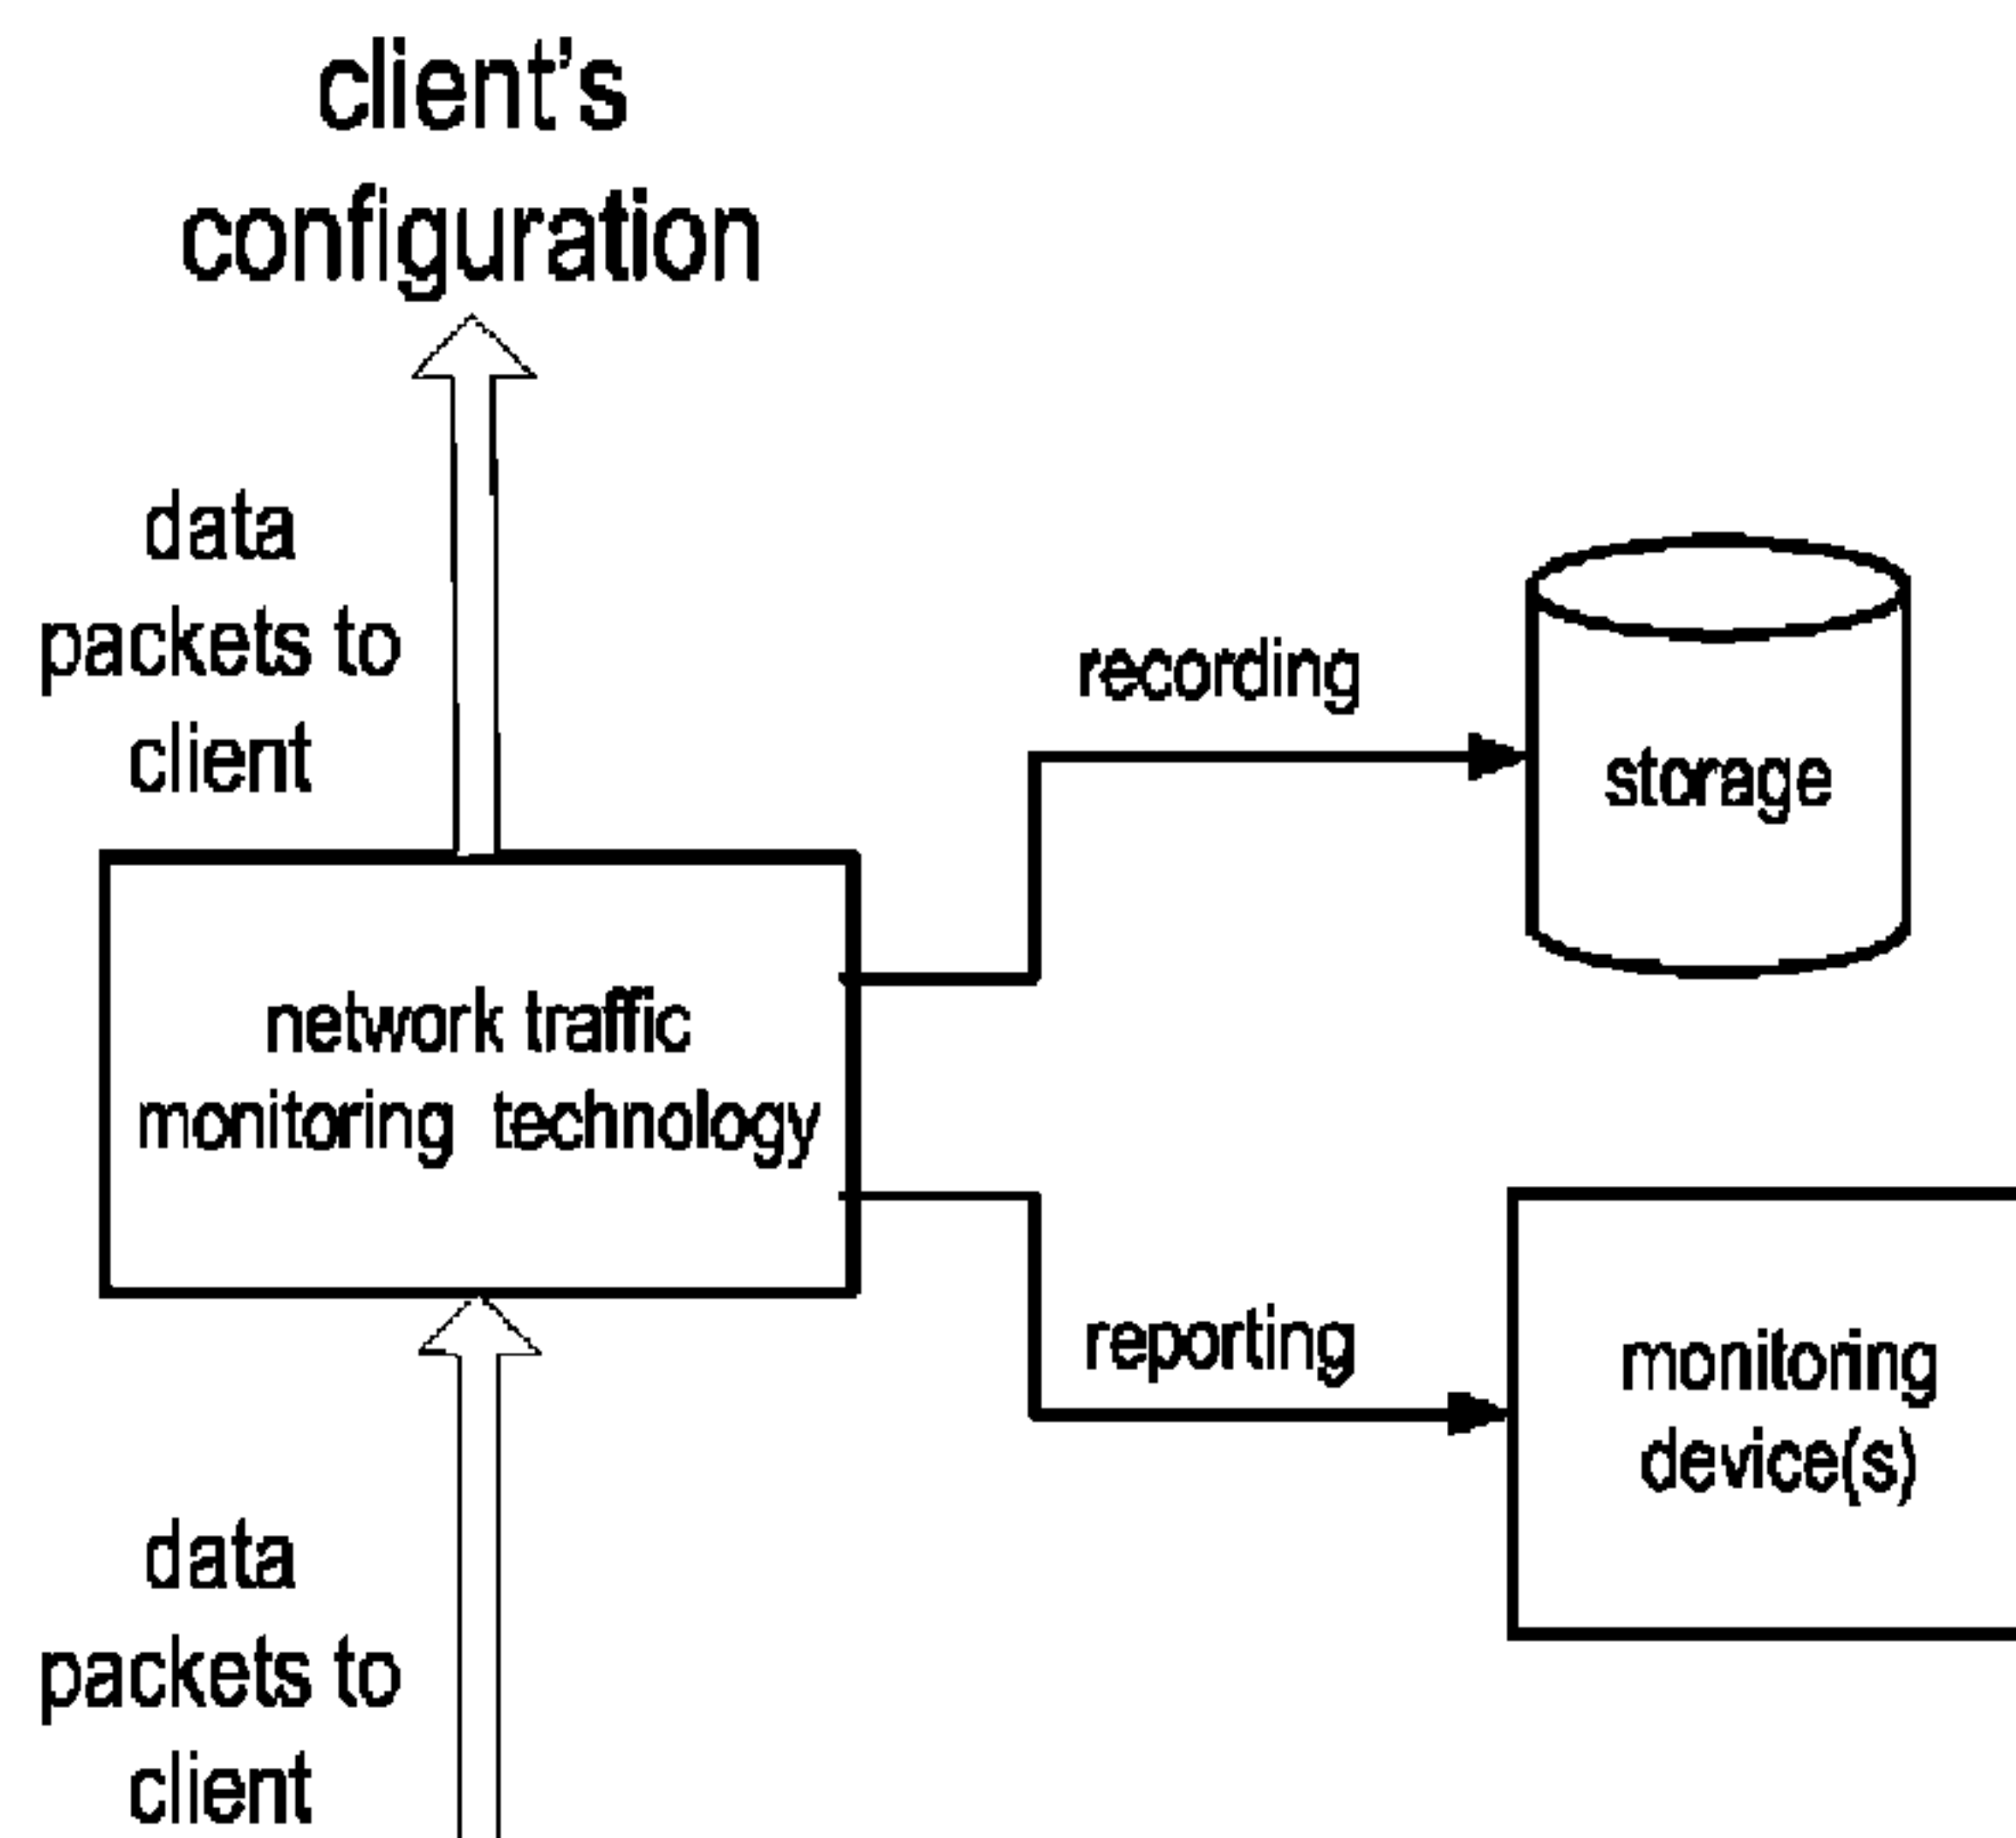 client's
configuration
data
packets to
client
recording
storage
network traffic
monitoring technology
reporting
monitoring
device(s)
data
packets to
client